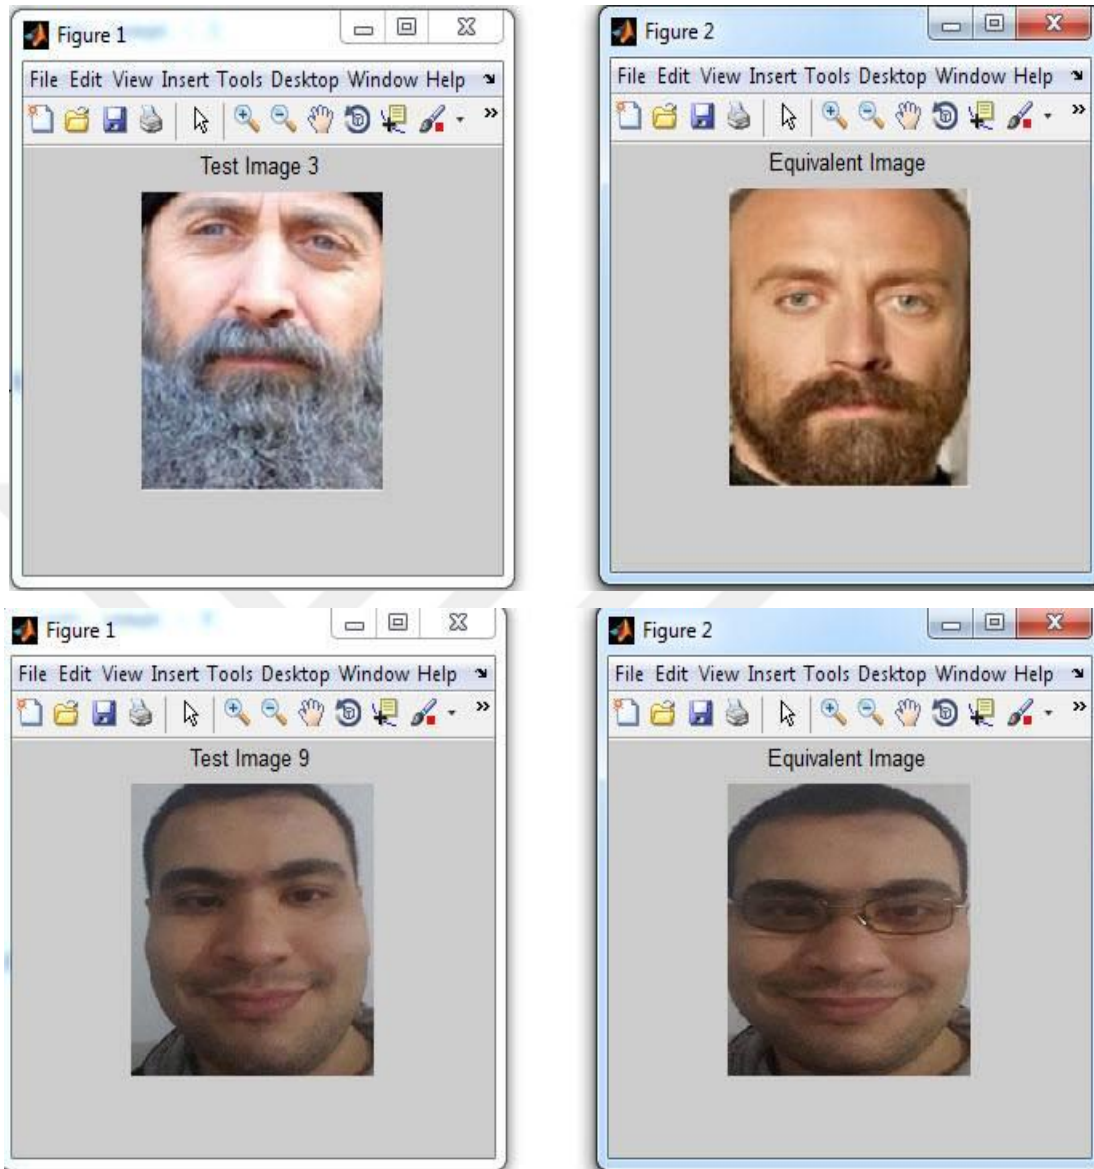 Figure 1
File Edit View Insert Tools Desktop Window Help
Test Image 3
Figure 2
File Edit View Insert Tools Desktop Window Help
Equivalent Image
Figure 1
File Edit View Insert Tools Desktop Window Help
Test Image 9
Figure 2
File Edit View Insert Tools Desktop Window Help
Equivalent Image